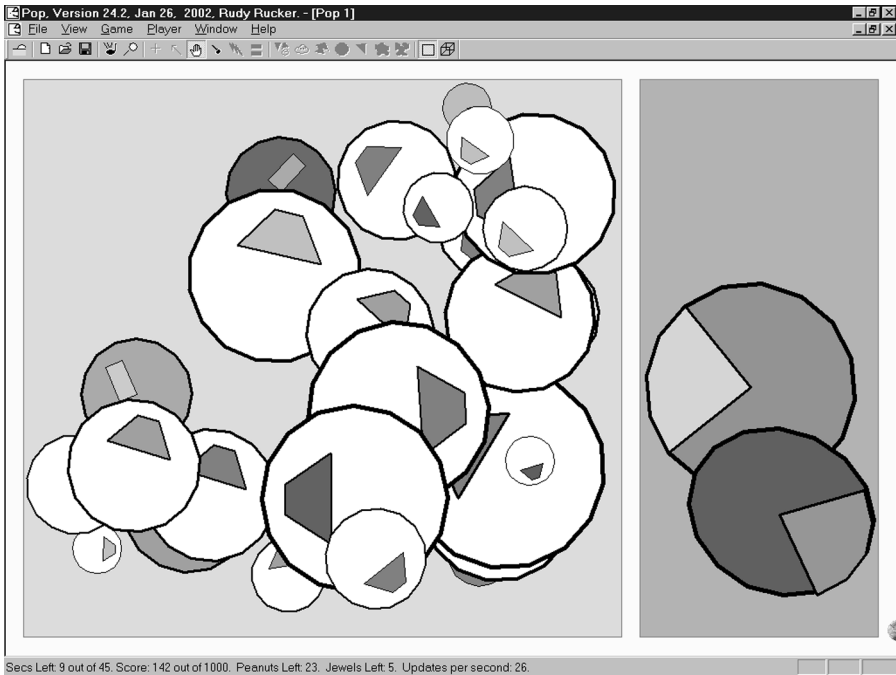 Pop, Version 24.2, Jan 26, 2002, Rudy Rucker. - [Pop 1]
File View Game Player Window Help
Secs Left: 9 out of 45. Score: 142 out of 1000. Peanuts Left: 23. Jewels Left: 5. Updates per second: 26.